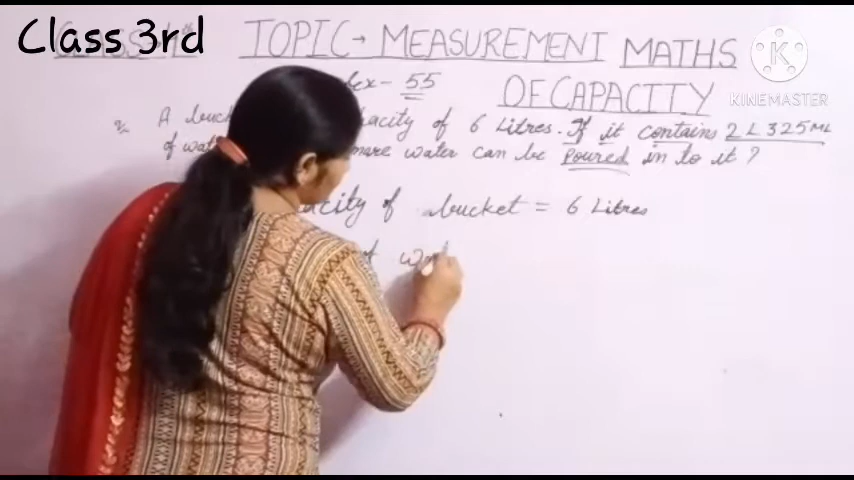 Class 3rd
TOPIC → MEASUREMENT MATHS
OF CAPACITY
KINEMASTER
Ex - 55
A of 6 Litres. If it contains 2 L 325 ML
of more water can be Poured in to it ?
of bucket = 6 Litres